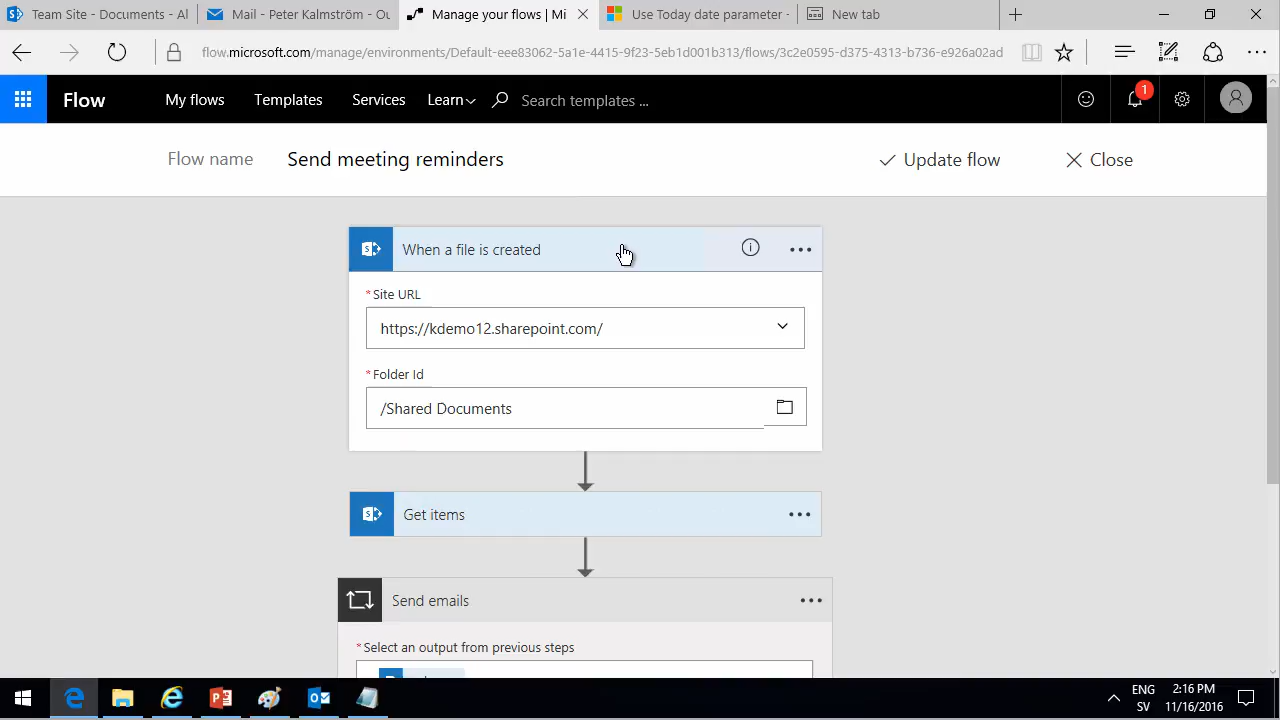 Team Site - Documents - Al
Mail - Peter Kalmström - Ou
Manage your flows | Mi
Use Today date parameter -
New tab
flow.microsoft.com/manage/environments/Default-eee83062-5a1e-4415-9f23-5eb1d001b313/flows/3c2e0595-d375-4313-b736-e926a02ad
Flow
My flows
Templates
Services
Learn
Search templates ...
1
Flow name
Send meeting reminders
Update flow
Close
When a file is created
*Site URL
https://kdemo12.sharepoint.com/
*Folder Id
/Shared Documents
Get items
Send emails
*Select an output from previous steps
ENG
SV
2:16 PM
11/16/2016